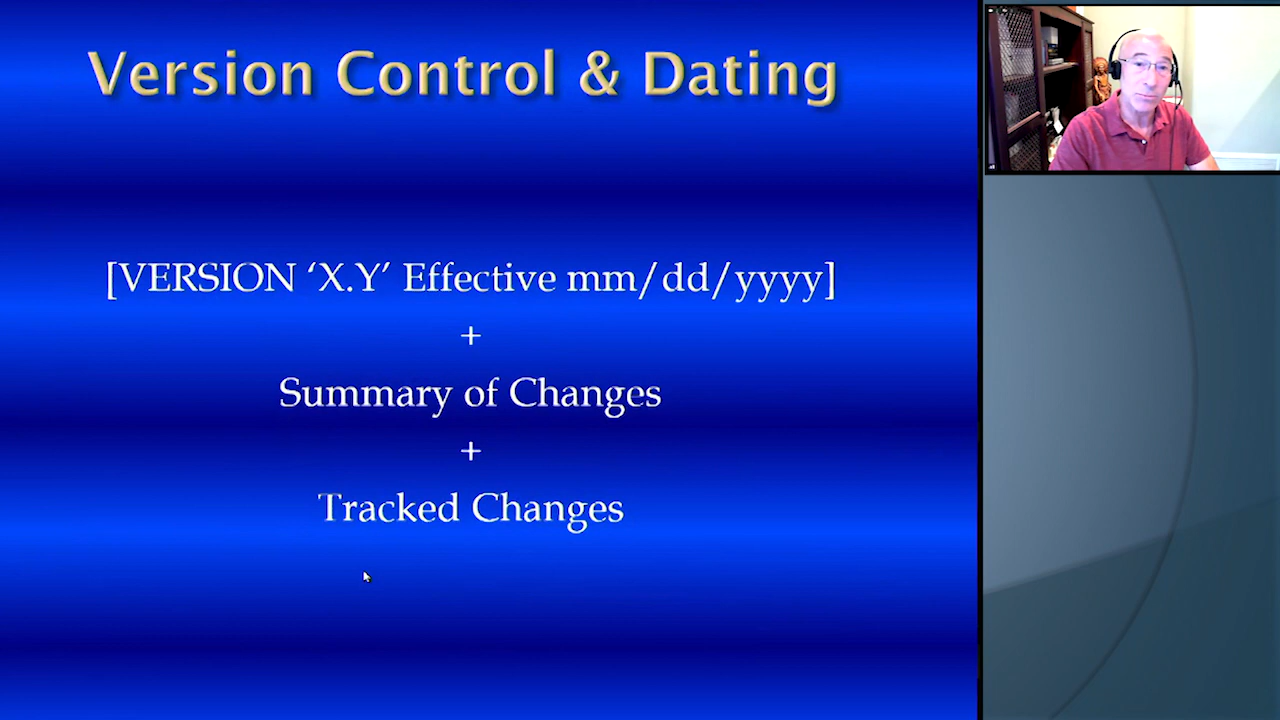 Version Control & Dating
[VERSION ‘X.Y’ Effective mm/dd/yyyy]
+
Summary of Changes
+
Tracked Changes